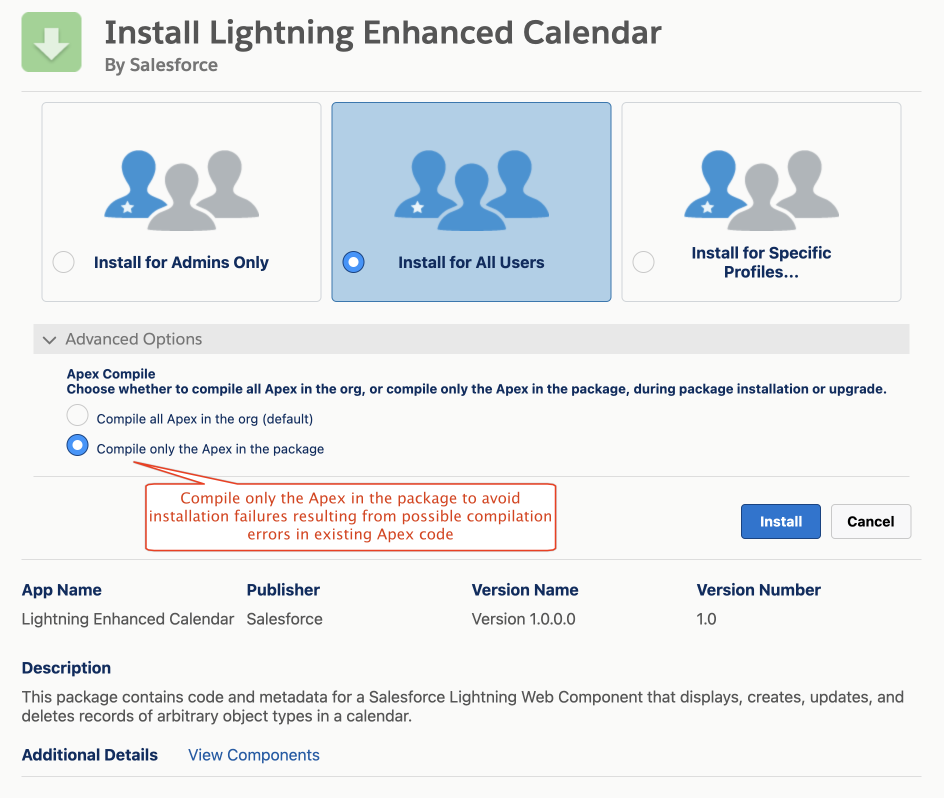 Install Lightning Enhanced Calendar
By Salesforce
Install for Admins Only
Install for All Users
Install for Specific
Profiles...
Advanced Options
Apex Compile
Choose whether to compile all Apex in the org, or compile only the Apex in the package, during package installation or upgrade.
Compile all Apex in the org (default)
Compile only the Apex in the package
Compile only the Apex in the package to avoid
installation failures resulting from possible compilation
errors in existing Apex code
Install
Cancel
App Name
Publisher
Version Name
Version Number
Lightning Enhanced Calendar
Salesforce
Version 1.0.0.0
1.0
Description
This package contains code and metadata for a Salesforce Lightning Web Component that displays, creates, updates, and
deletes records of arbitrary object types in a calendar.
Additional Details
View Components